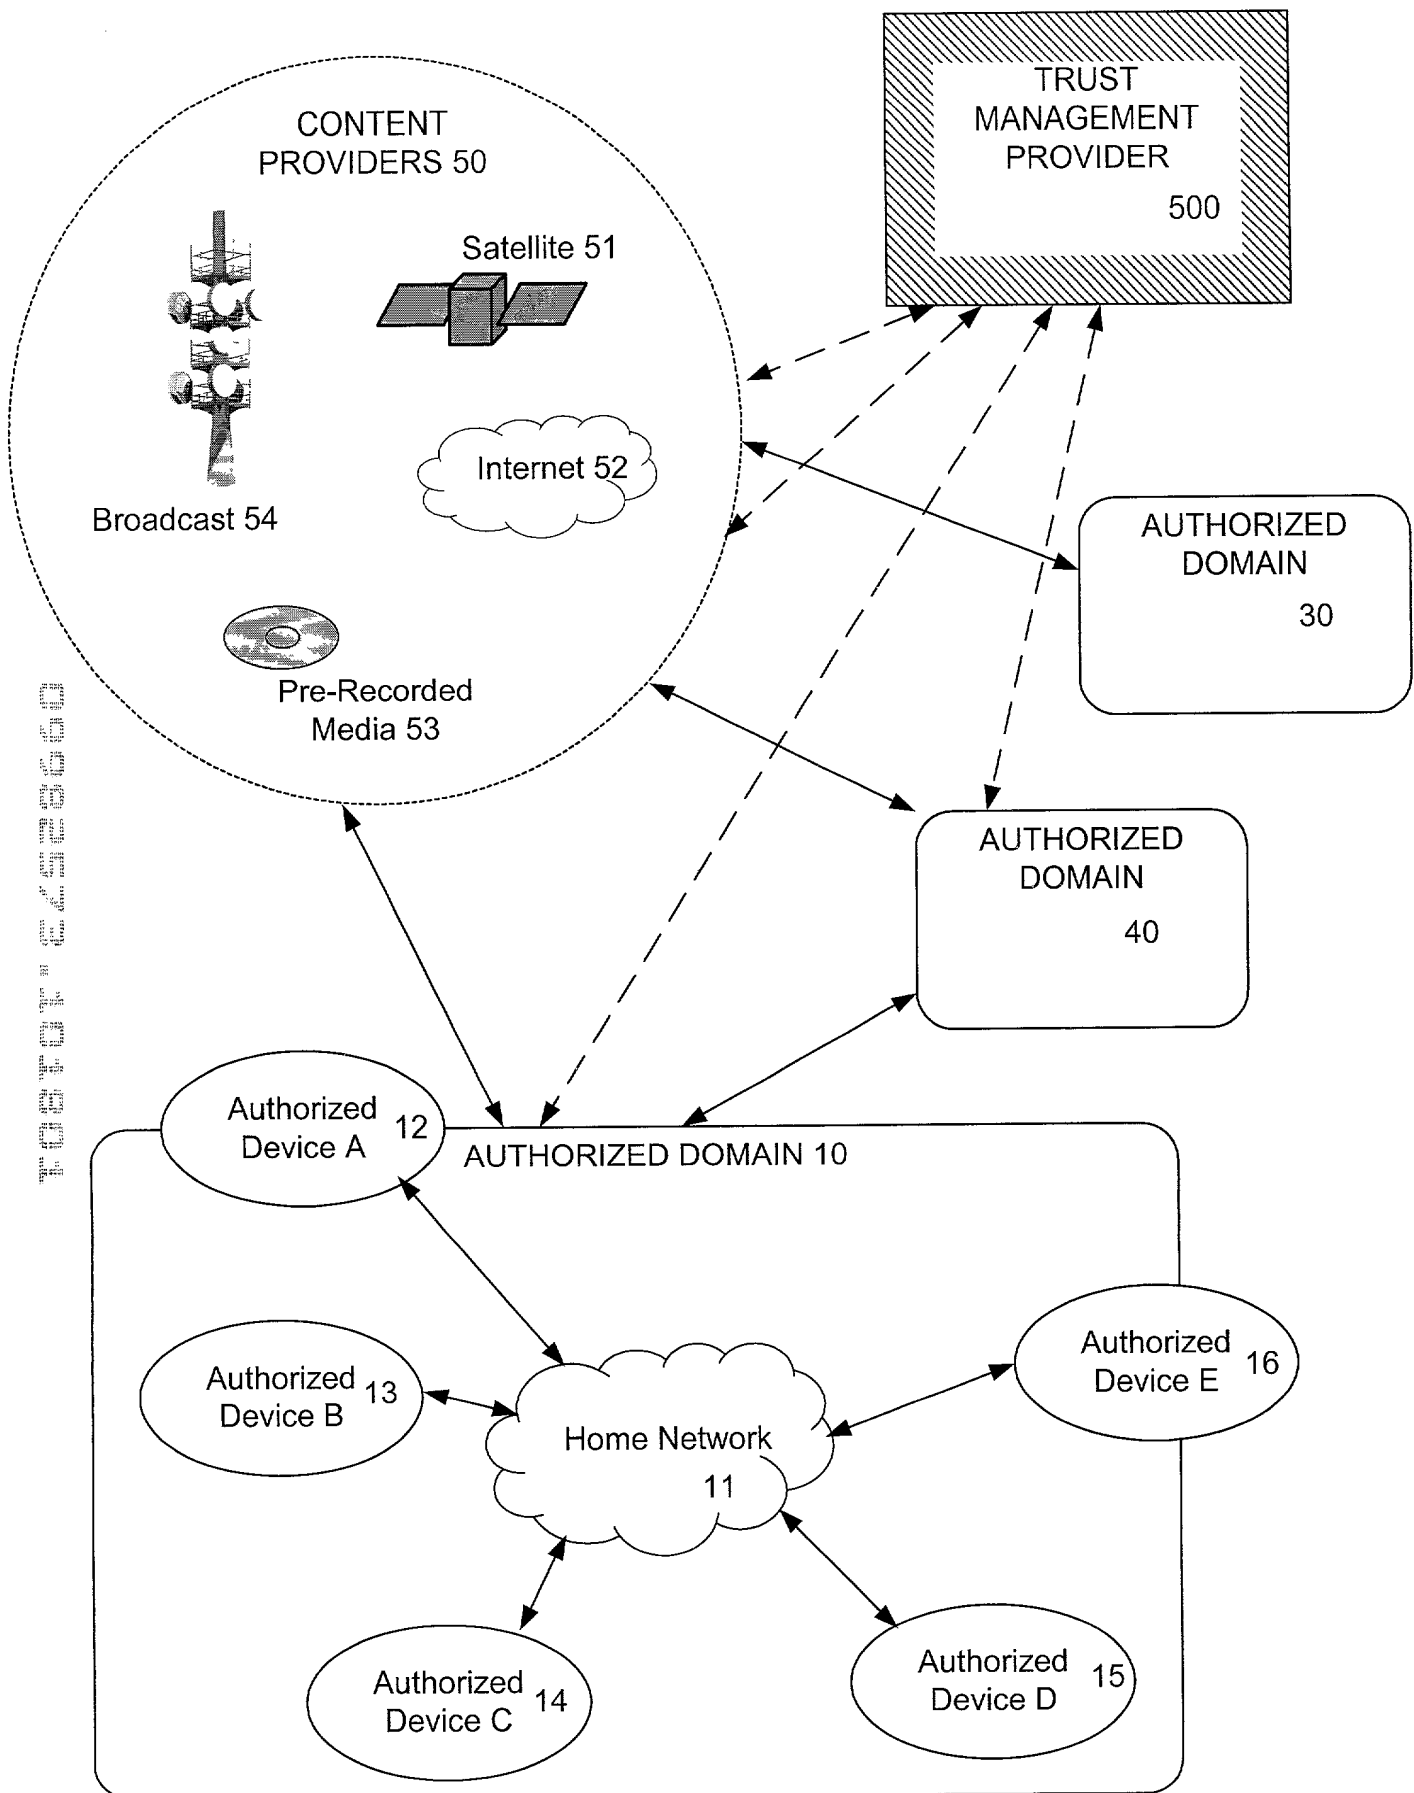 CONTENT
PROVIDERS 50
Satellite 51
Internet 52
Broadcast 54
Pre-Recorded
Media 53
TRUST
MANAGEMENT
PROVIDER
500
AUTHORIZED
DOMAIN
30
AUTHORIZED
DOMAIN
40
Authorized
Device A
12
AUTHORIZED DOMAIN 10
Authorized
Device B
13
Home Network
11
Authorized
Device E
16
Authorized
Device C
14
Authorized
Device D
15